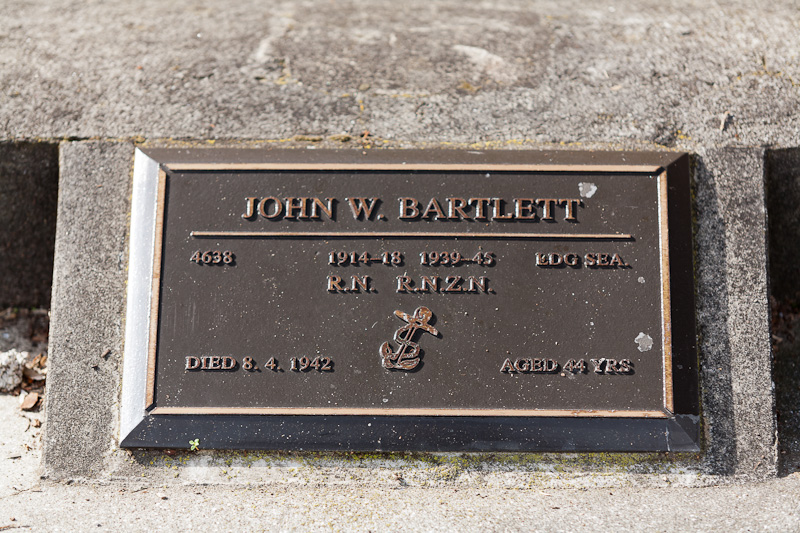 JOHN W. BARTLETT
4638 1914-18 1939-45 LDG SEA.
R.N. R.N.Z.N.
DIED 8. 4. 1942 AGED 44 YRS